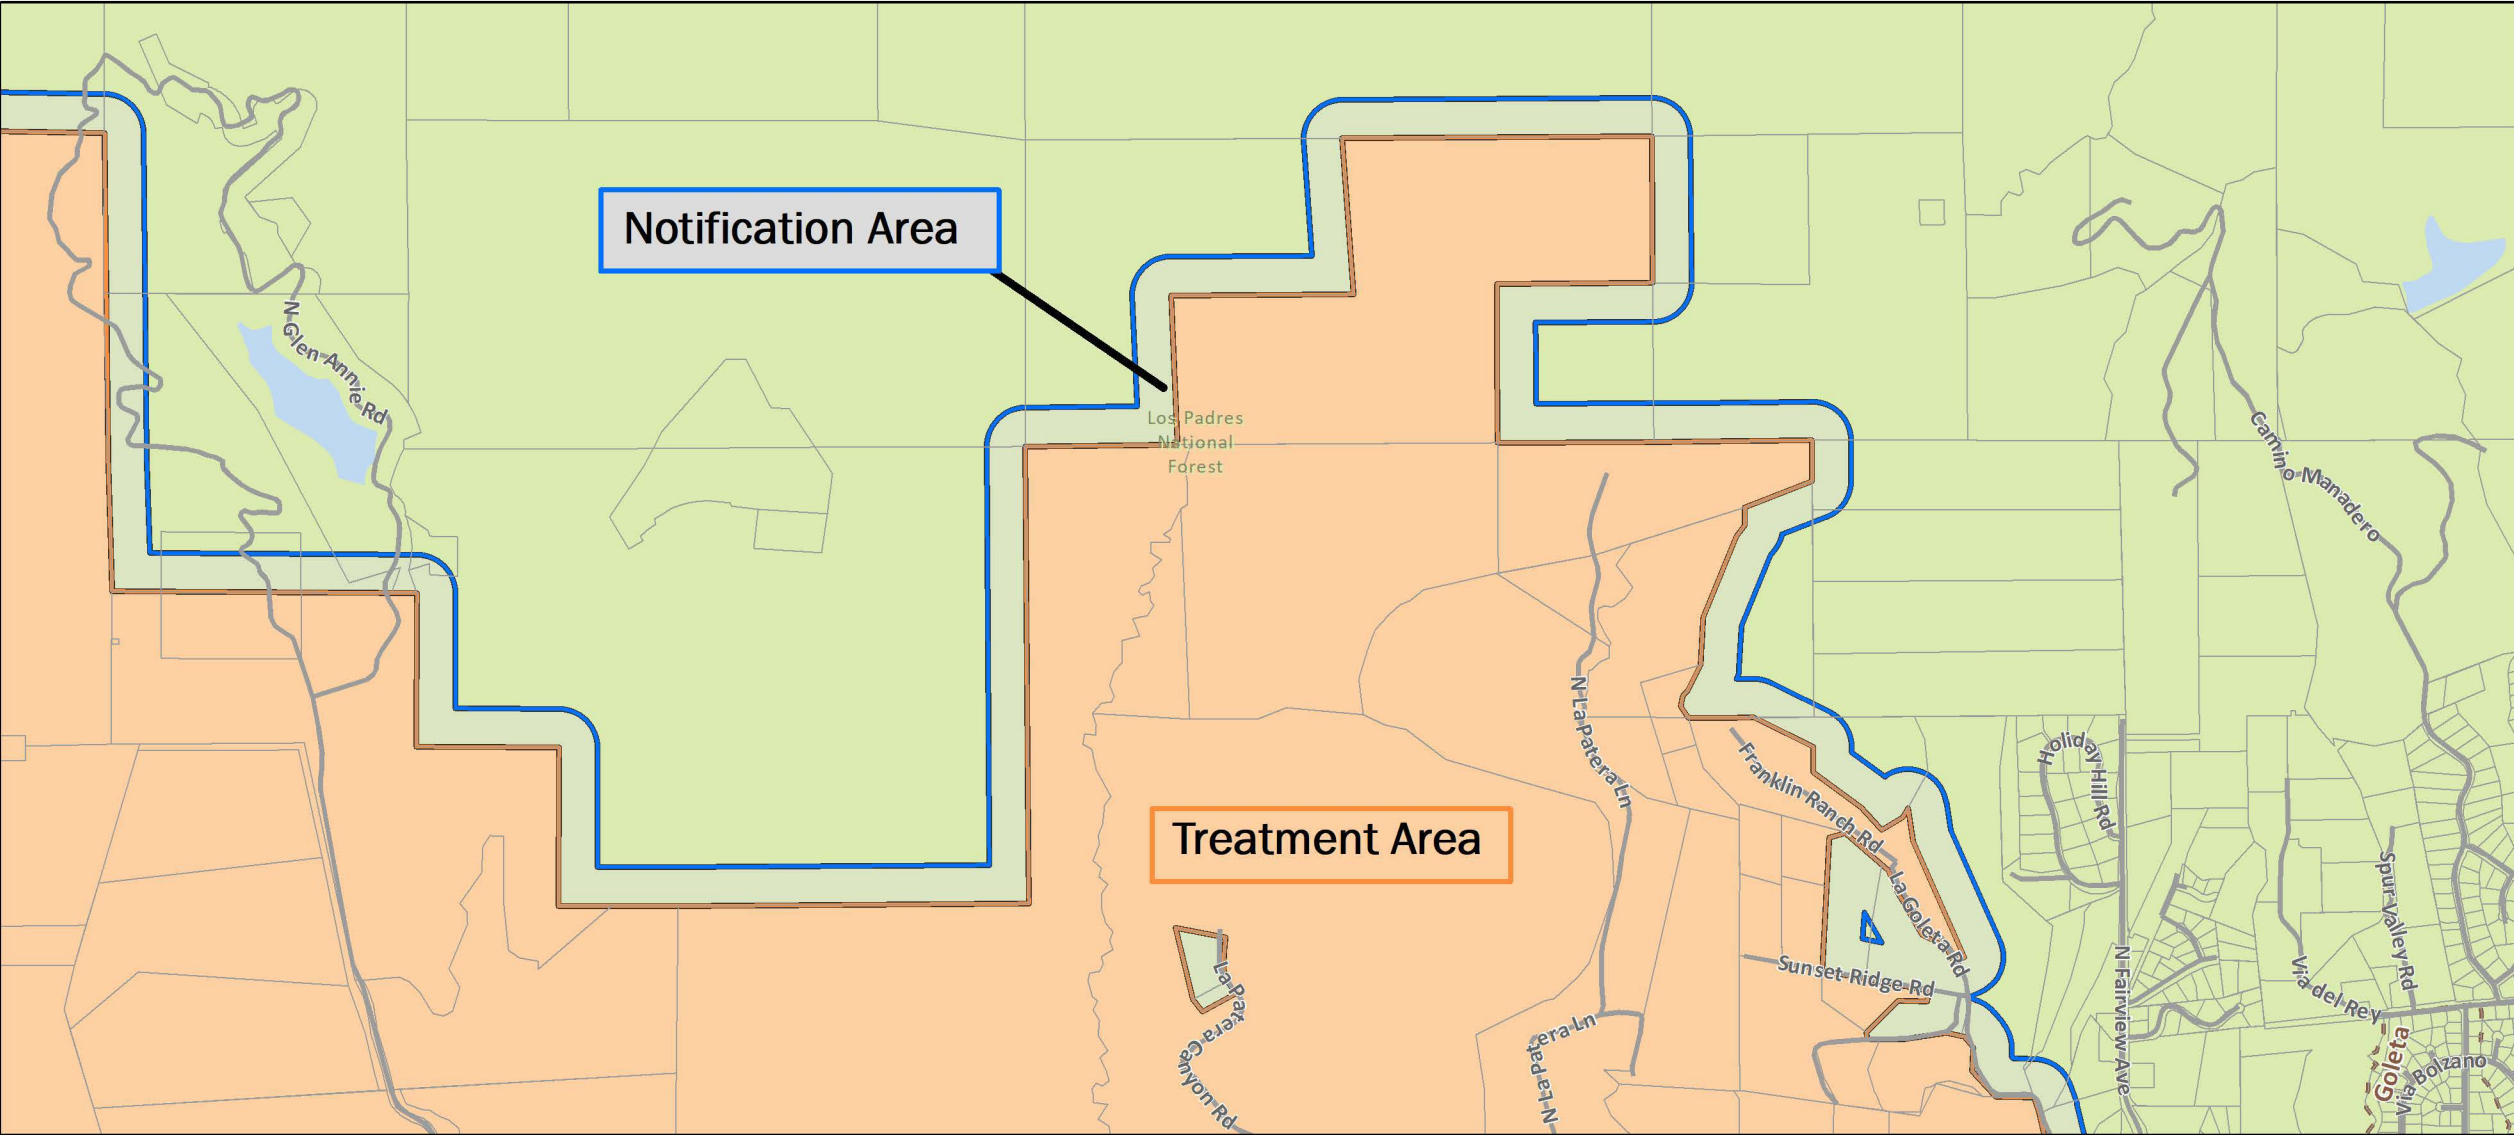 Notification Area
N Glen Annie Rd
Los Padres
National
Forest
Camino Manadero
N La Patera Ln
Franklin Ranch Rd
Holiday Hill Rd
Treatment Area
La Goleta Rd
Spur Valley Rd
Sunset Ridge Rd
N Fairview Ave
Via del Rey
La Patera Canyon Rd
N La Patera Ln
Goleta
Via Bolzano